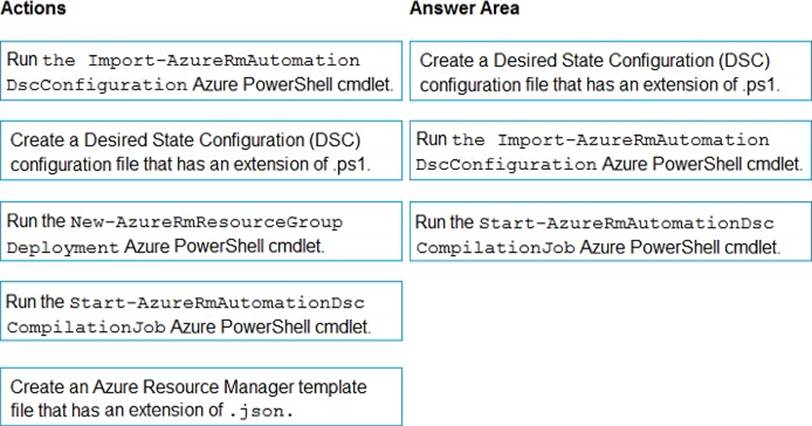 Actions
Answer Area
Run the Import-AzureRmAutomation
DscConfiguration Azure PowerShell cmdlet.
Create a Desired State Configuration (DSC)
configuration file that has an extension of .ps1.
Run the New-AzureRmResourceGroup
Deployment Azure PowerShell cmdlet.
Run the Start-AzureRmAutomationDsc
CompilationJob Azure PowerShell cmdlet.
Create an Azure Resource Manager template
file that has an extension of .json.
Create a Desired State Configuration (DSC)
configuration file that has an extension of .ps1.
Run the Import-AzureRmAutomation
DscConfiguration Azure PowerShell cmdlet.
Run the Start-AzureRmAutomationDsc
CompilationJob Azure PowerShell cmdlet.